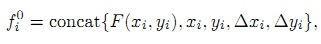 f_i^0 = concat{F(x_i, y_i), x_i, y_i, Δx_i, Δy_i},